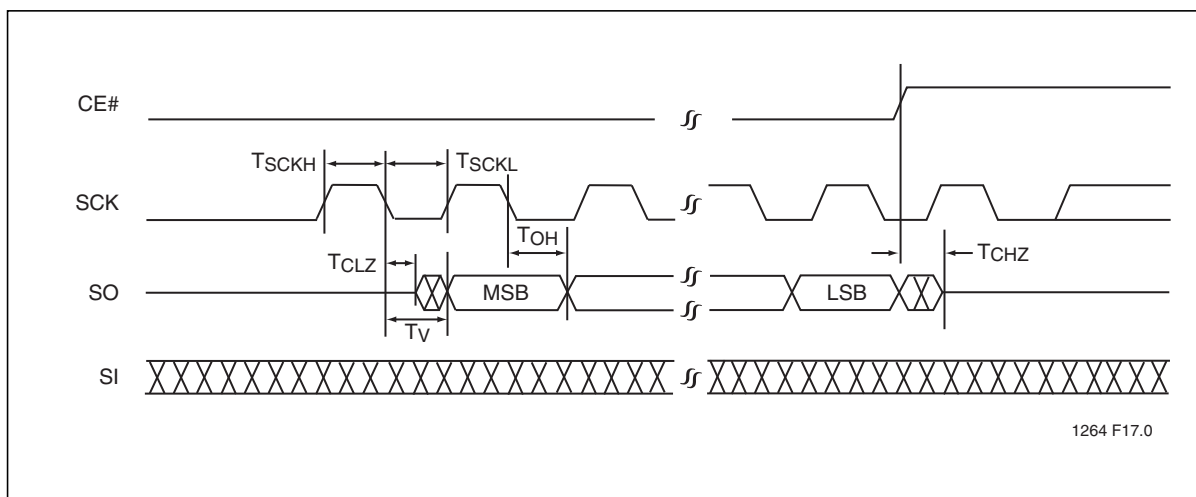 CE#
TSCKH TSCKL
SCK
TOH
TCLZ TCHZ
SO MSB LSB
TV
SI
1264 F17.0